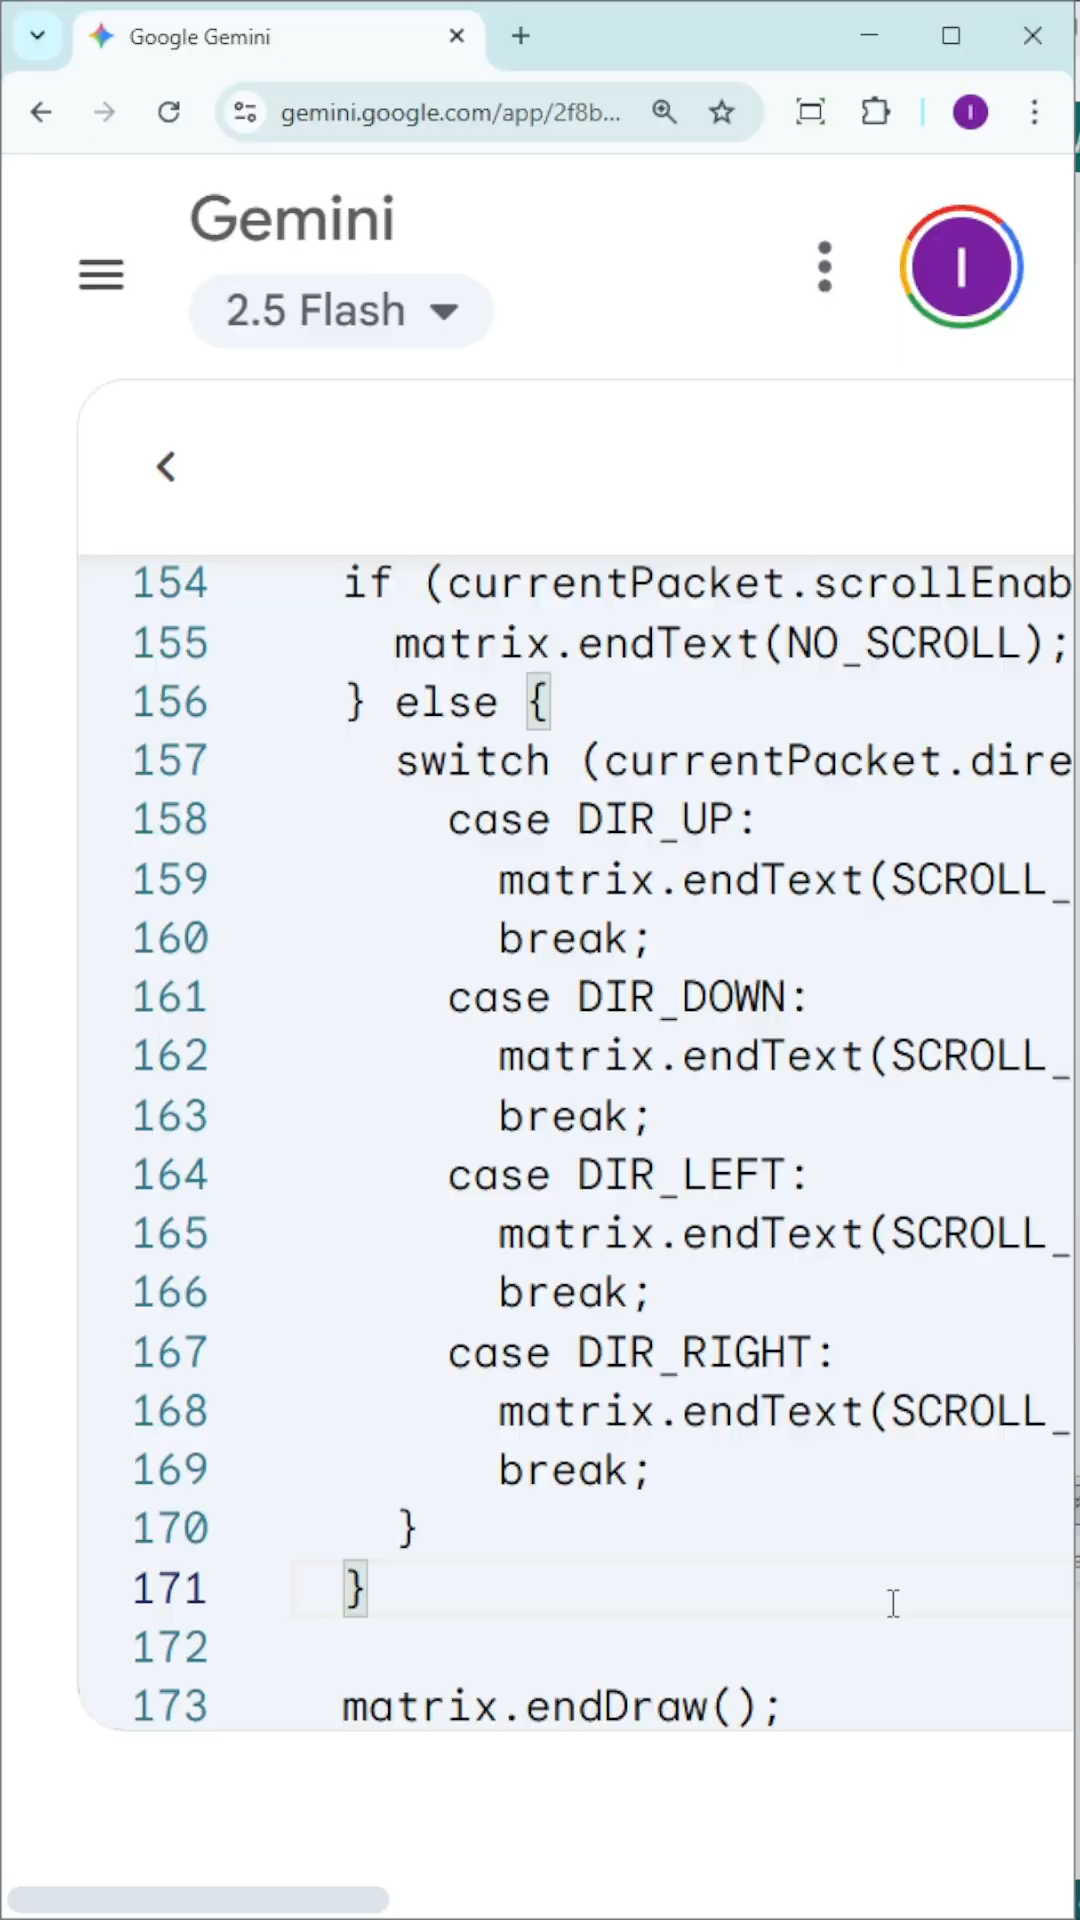 Google Gemini
gemini.google.com/app/2f8b...
I
Gemini
2.5 Flash
I
154 if (currentPacket.scrollEnab
155 matrix.endText(NO_SCROLL);
156 } else {
157 switch (currentPacket.dire
158 case DIR_UP:
159 matrix.endText(SCROLL_
160 break;
161 case DIR_DOWN:
162 matrix.endText(SCROLL_
163 break;
164 case DIR_LEFT:
165 matrix.endText(SCROLL_
166 break;
167 case DIR_RIGHT:
168 matrix.endText(SCROLL_
169 break;
170 }
171 }
172
173 matrix.endDraw();